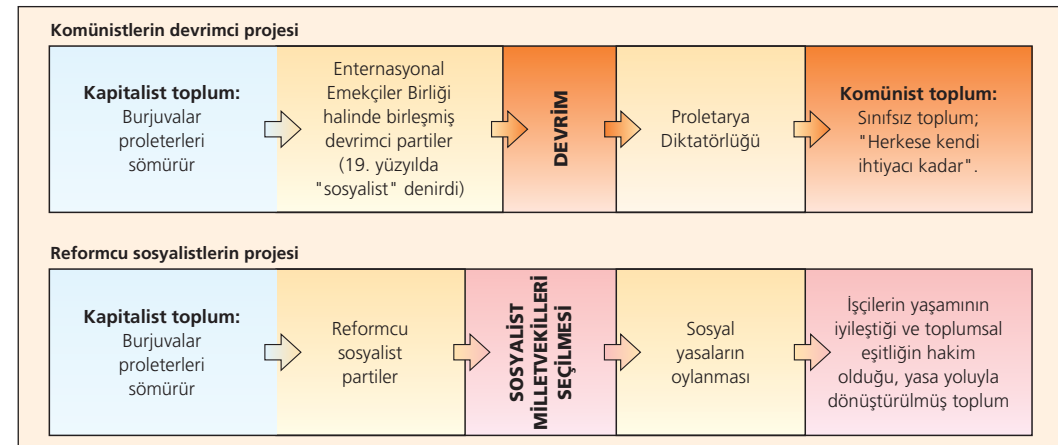 Komünistlerin devrimci projesi
Kapitalist toplum:
Burjuvalar
proleterleri
sömürür
Enternasyonal
Emekçiler Birliği
halinde birleşmiş
devrimci partiler
(19. yüzyılda
"sosyalist" denirdi)
DEVRİM
Proletarya
Diktatörlüğü
Komünist toplum:
Sınıfsız toplum;
"Herkese kendi
ihtiyacı kadar".
Reformcu sosyalistlerin projesi
Kapitalist toplum:
Burjuvalar
proleterleri
sömürür
Reformcu
sosyalist
partiler
SOSYALİST
MİLLETVEKİLLERİ
SEÇİLMESİ
Sosyal
yasaların
oylanması
İşçilerin yaşamının
iyileştiği ve toplumsal
eşitliğin hakim
olduğu, yasa yoluyla
dönüştürülmüş toplum